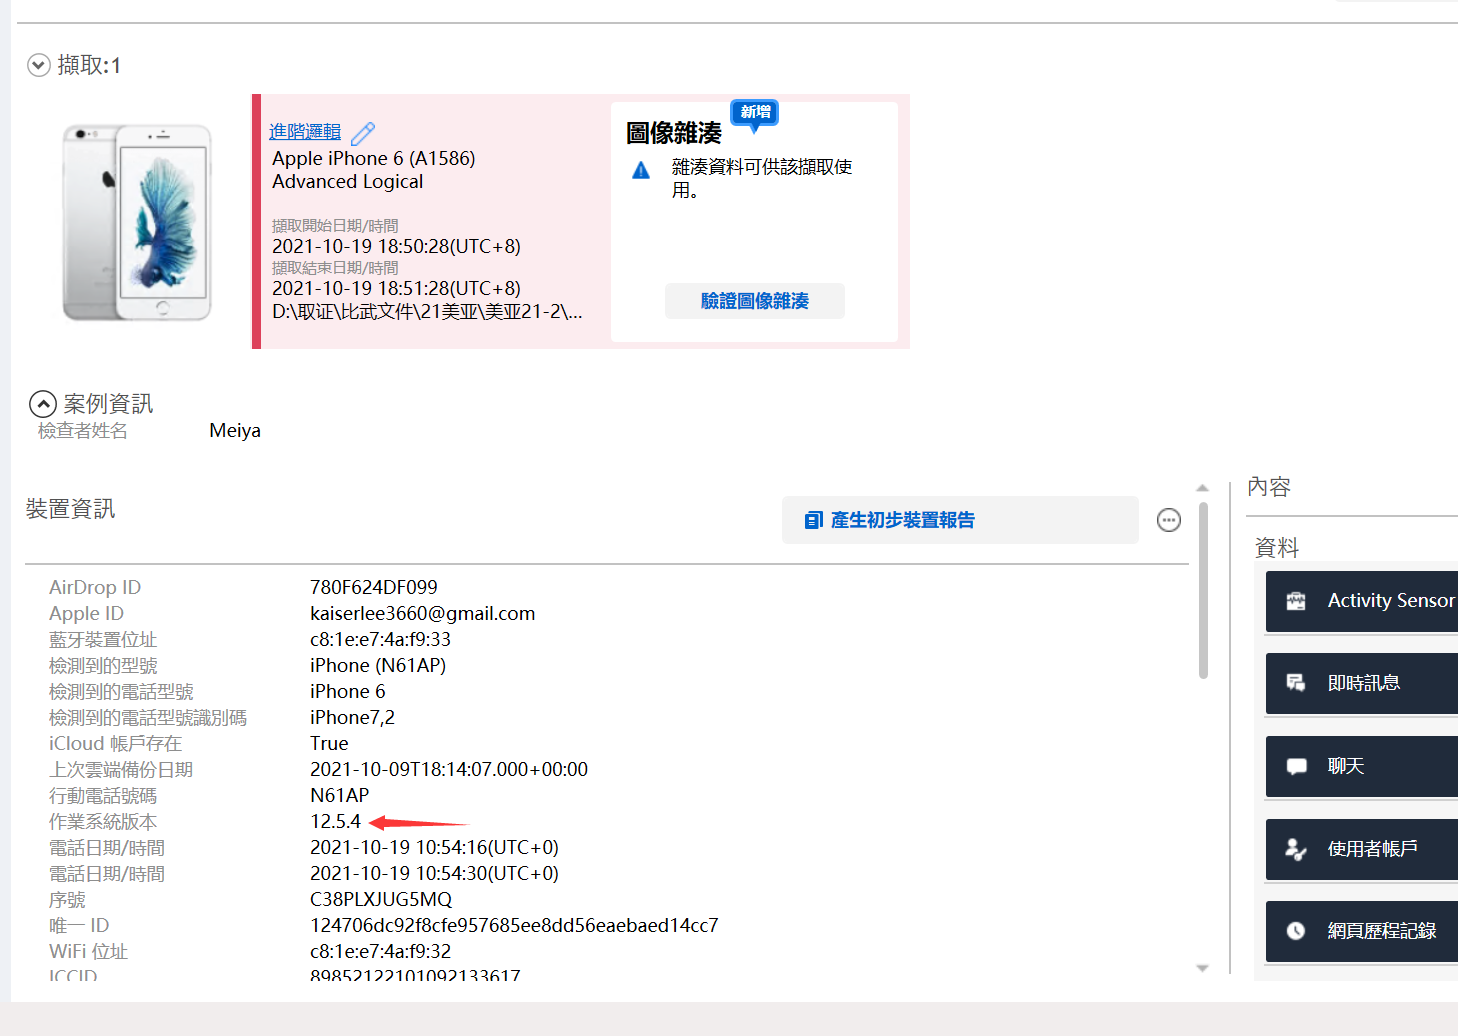 擷取:1
進階邏輯
Apple iPhone 6 (A1586)
Advanced Logical
擷取開始日期/時間
2021-10-19 18:50:28(UTC+8)
擷取結束日期/時間
2021-10-19 18:51:28(UTC+8)
D:\取证\比武文件\21美亚\美亚21-2\...
新增
圖像雜湊
雜湊資料可供該擷取使
用。
驗證圖像雜湊
案例資訊
檢查者姓名 Meiya
裝置資訊
產生初步裝置報告
AirDrop ID 780F624DF099
Apple ID kaiserlee3660@gmail.com
藍牙裝置位址 c8:1e:e7:4a:f9:33
檢測到的型號 iPhone (N61AP)
檢測到的電話型號 iPhone 6
檢測到的電話型號識別碼 iPhone7,2
iCloud 帳戶存在 True
上次雲端備份日期 2021-10-09T18:14:07.000+00:00
行動電話號碼 N61AP
作業系統版本 12.5.4
電話日期/時間 2021-10-19 10:54:16(UTC+0)
電話日期/時間 2021-10-19 10:54:30(UTC+0)
序號 C38PLXJUG5MQ
唯一 ID 124706dc92f8cfe957685ee8dd56eaebaed14cc7
WiFi 位址 c8:1e:e7:4a:f9:32
ICCID 89852122101092133617
內容
資料
Activity Sensor
即時訊息
聊天
使用者帳戶
網頁歷程記錄